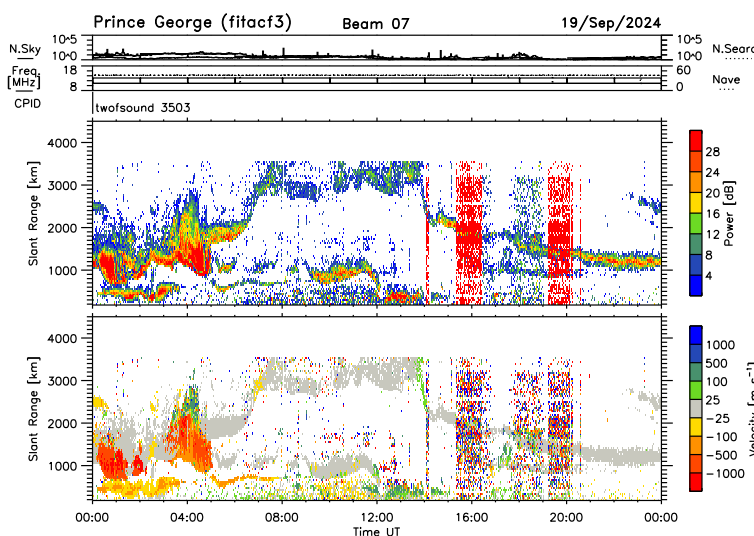 Prince George (fitacf3) Beam 07 19/Sep/2024
N.Sky 10^5 10^0 10^5 10^0 N.Sear
Freq. [MHz] 18 8 60 0 Nave
CPID twofsound 3503
Slant Range [km] 4000 3000 2000 1000
Power [dB] 28 24 20 16 12 8 4
Slant Range [km] 4000 3000 2000 1000
Velocity [m s^-1] 1000 500 100 25 -25 -100 -500 -1000
00:00 04:00 08:00 12:00 16:00 20:00 00:00
Time UT